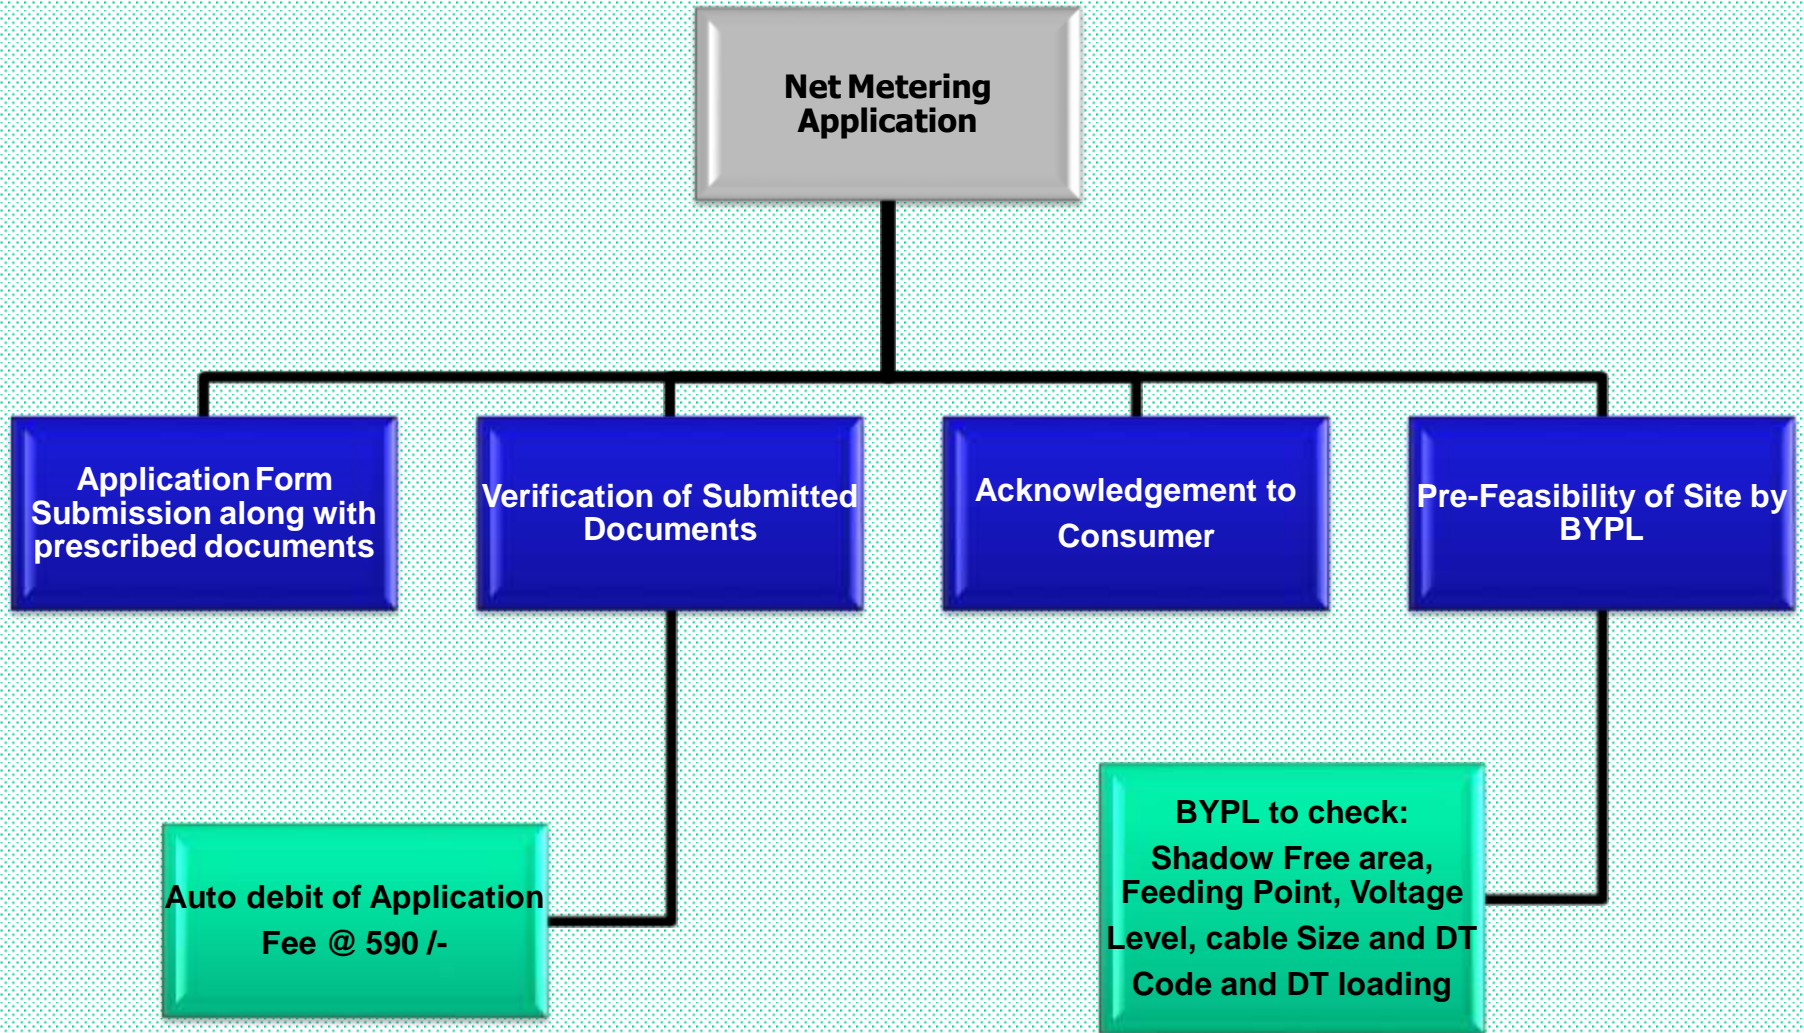 Net Metering
Application
Application Form
Submission along with
prescribed documents
Verification of Submitted
Documents
Acknowledgement to
Consumer
Pre-Feasibility of Site by
BYPL
Auto debit of Application
Fee @ 590 /-
BYPL to check:
Shadow Free area,
Feeding Point, Voltage
Level, cable Size and DT
Code and DT loading